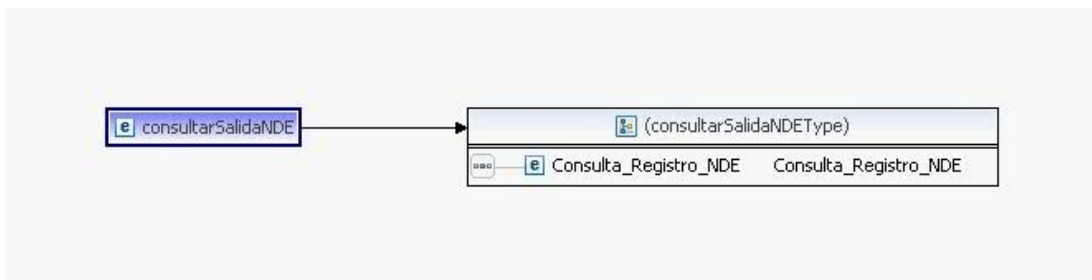 e consultarSalidaNDE
(consultarSalidaNDEType)
e Consulta_Registro_NDE Consulta_Registro_NDE